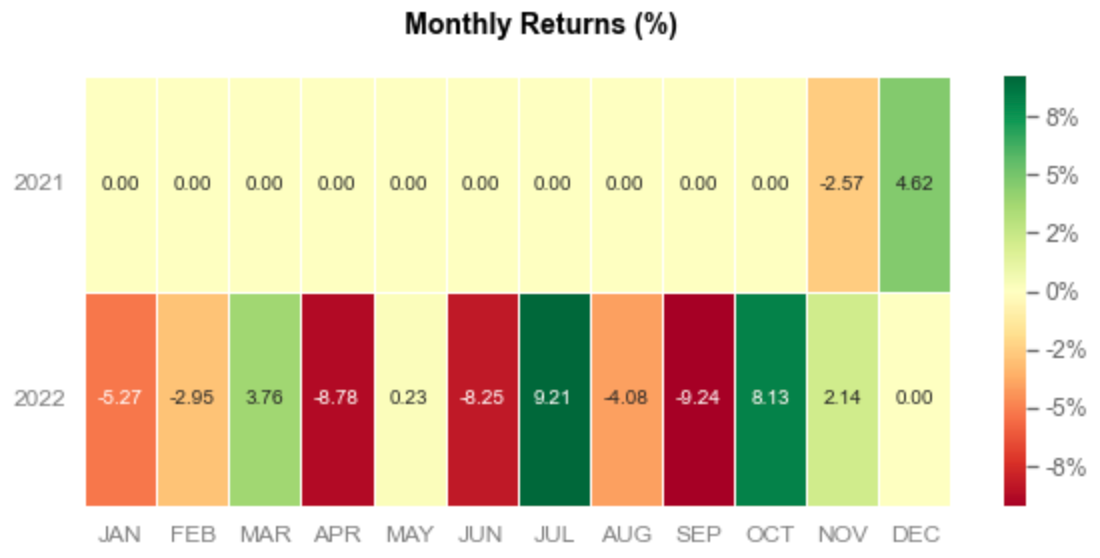 Monthly Returns (%)
2021 0.00 0.00 0.00 0.00 0.00 0.00 0.00 0.00 0.00 0.00 -2.57 4.62
2022 -5.27 -2.95 3.76 -8.78 0.23 -8.25 9.21 -4.08 -9.24 8.13 2.14 0.00
JAN FEB MAR APR MAY JUN JUL AUG SEP OCT NOV DEC
8%
5%
2%
0%
-2%
-5%
-8%